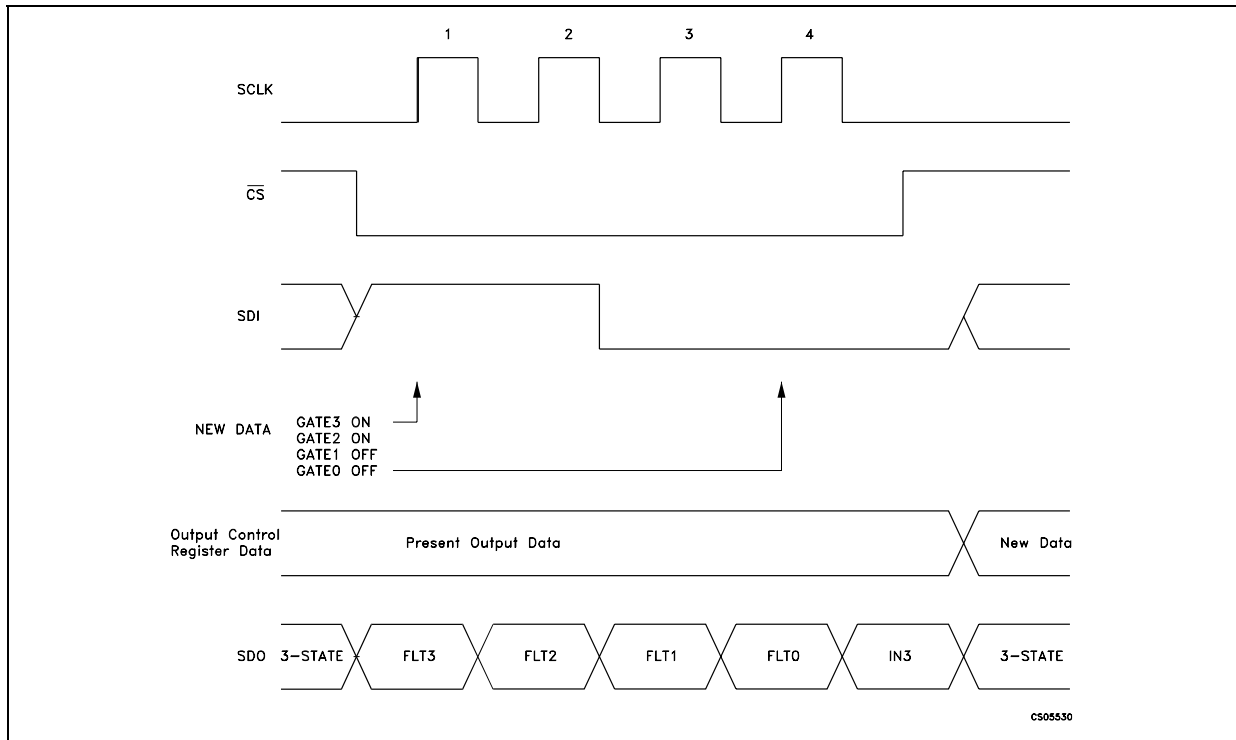 1 2 3 4
SCLK
CS
SDI
NEW DATA
GATE3 ON
GATE2 ON
GATE1 OFF
GATE0 OFF
Output Control
Register Data
Present Output Data
New Data
SDO
3-STATE
FLT3
FLT2
FLT1
FLT0
IN3
3-STATE
CS05530